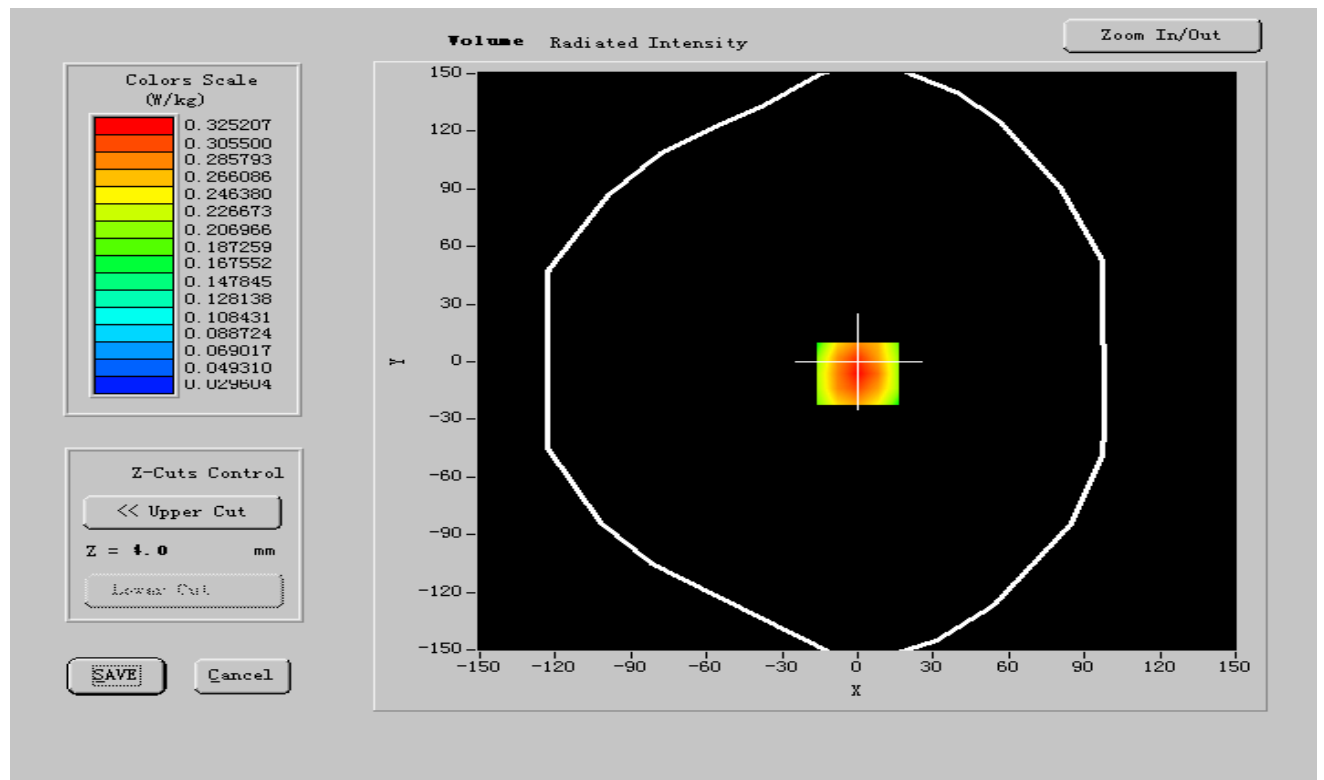 Volume Radiated Intensity
Zoom In/Out
Colors Scale
(W/kg)
0.325207
0.305500
0.285793
0.266086
0.246380
0.226673
0.206966
0.187259
0.167552
0.147845
0.128138
0.108431
0.088724
0.069017
0.049310
0.029604
Z-Cuts Control
<< Upper Cut
Z = 4.0 mm
Lower Cut
SAVE
Cancel
150
120
90
60
30
0
-30
-60
-90
-120
-150
Y
-150 -120 -90 -60 -30 0 30 60 90 120 150
X